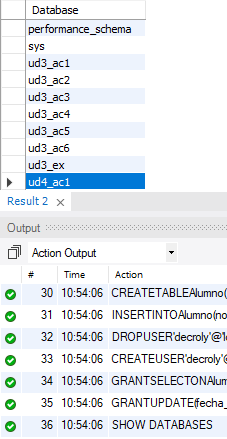 Database
performance_schema
sys
ud3_ac1
ud3_ac2
ud3_ac3
ud3_ac4
ud3_ac5
ud3_ac6
ud3_ex
ud4_ac1
Result 2 ×
Output
Action Output
# Time Action
30 10:54:06 CREATETABLEAlumno(
31 10:54:06 INSERTINTOAlumno(no
32 10:54:06 DROPUSER'decroly'@'l
33 10:54:06 CREATEUSER'decroly'@
34 10:54:06 GRANTSELECTONAlum
35 10:54:06 GRANTUPDATE(fecha_
36 10:54:06 SHOW DATABASES